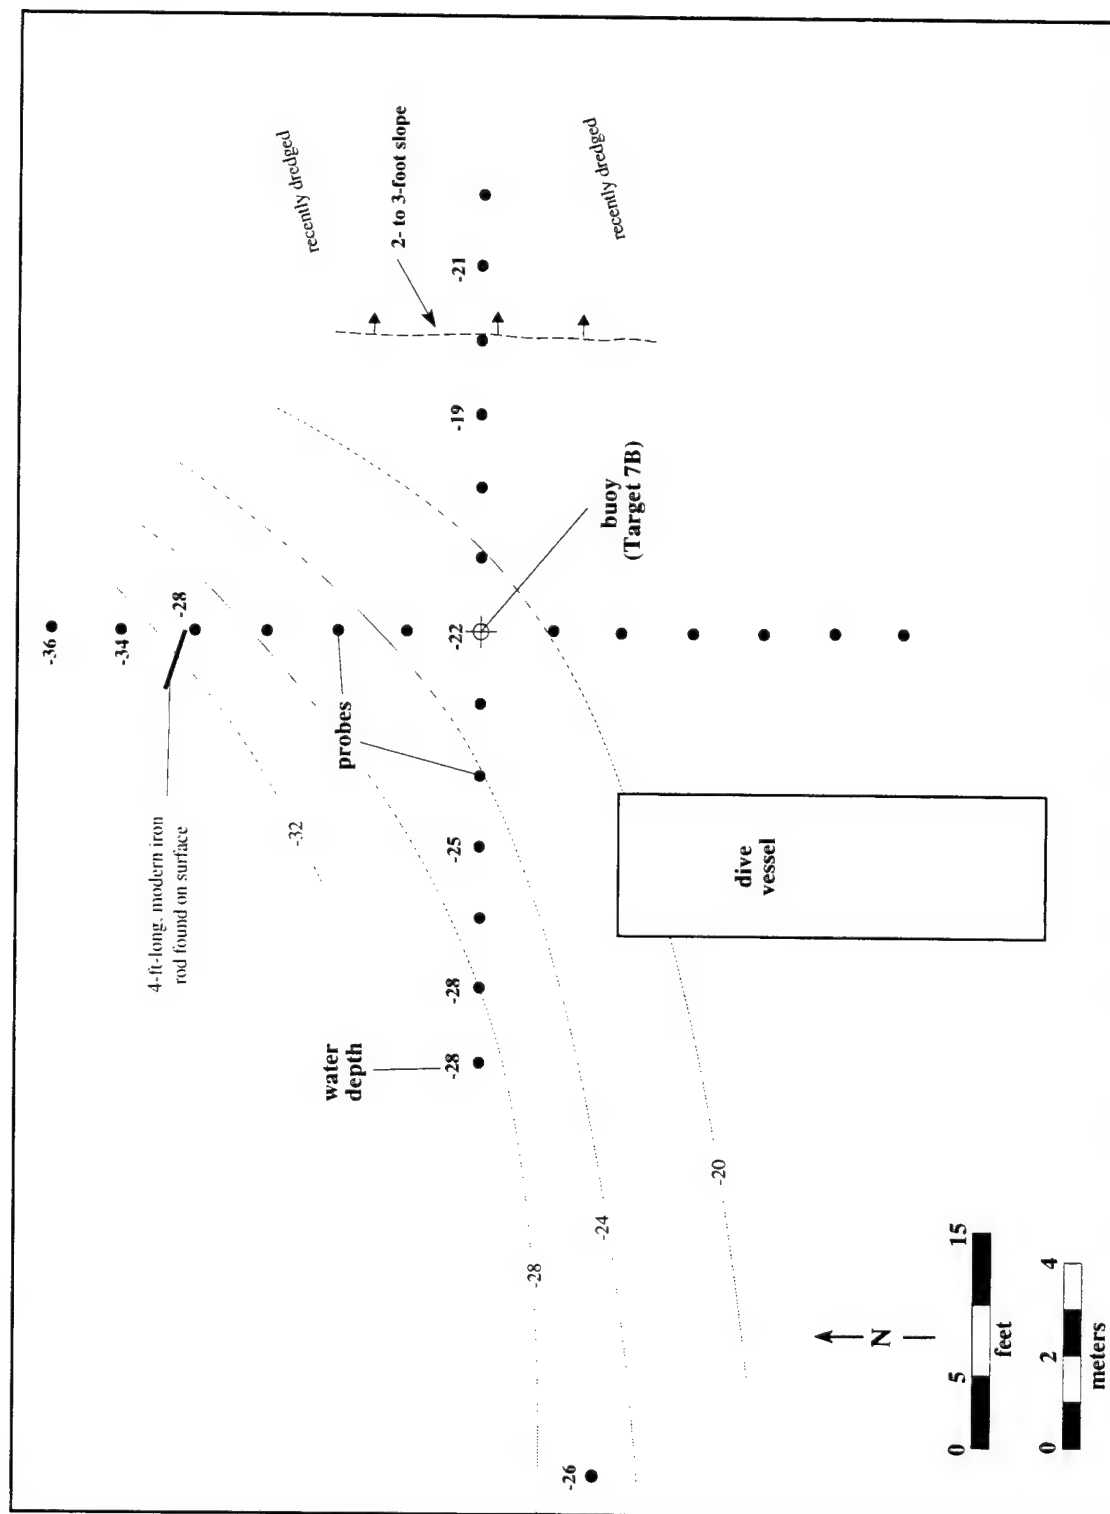 recently dredged
2- to 3-foot slope
recently dredged
-21
-19
-36
-34
-28
-22
buoy
(Target 7B)
probes
4-ft-long, modern iron
rod found on surface
-32
-25
-28
-28
water
depth
dive
vessel
-20
-24
-28
-26
N
0 5 15
feet
0 2 4
meters